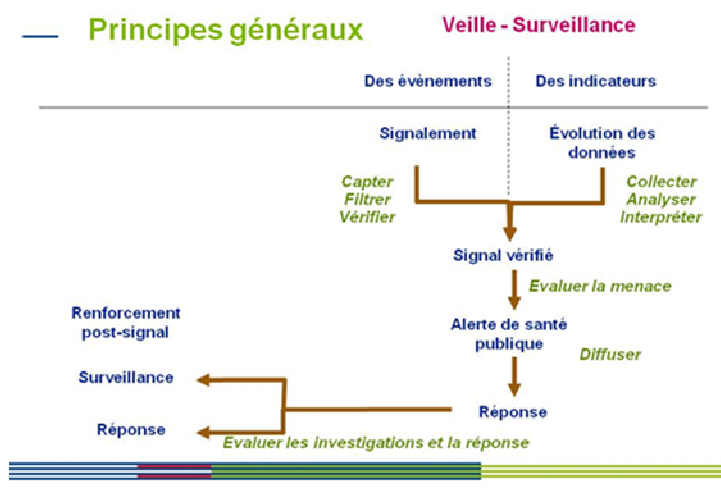 Principes généraux
Veille - Surveillance
Des évènements
Des indicateurs
Signalement
Évolution des
données
Capter
Filtrer
Vérifier
Collecter
Analyser
Interpréter
Signal vérifié
Evaluer la menace
Alerte de santé
publique
Diffuser
Réponse
Renforcement
post-signal
Surveillance
Réponse
Evaluer les investigations et la réponse